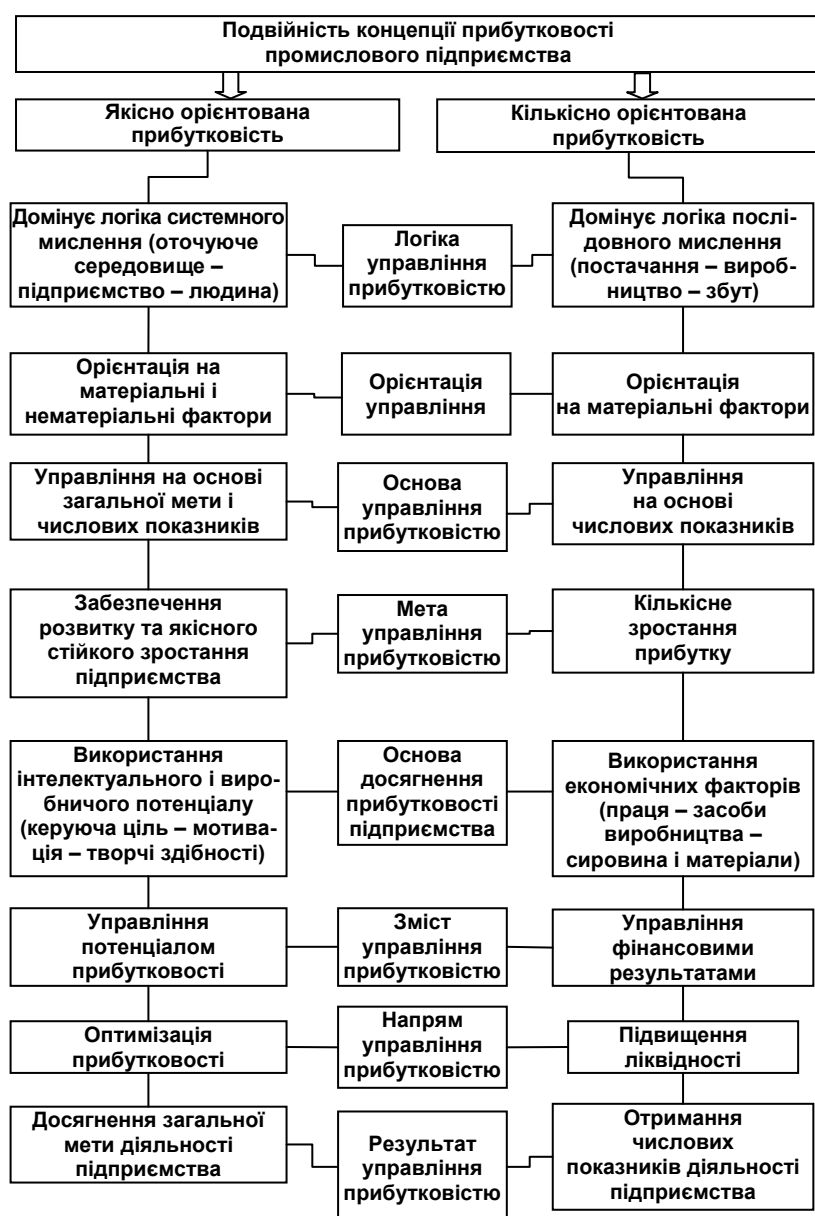 Подвійність концепції прибутковості
промислового підприємства
Якісно орієнтована
прибутковість
Кількісно орієнтована
прибутковість
Домінує логіка системного
мислення (оточуюче
середовище –
підприємство – людина)
Логіка
управління
прибутковістю
Домінує логіка послі-
довного мислення
(постачання – вироб-
ництво – збут)
Орієнтація на
матеріальні і
нематеріальні фактори
Орієнтація
управління
Орієнтація
на матеріальні фактори
Управління на основі
загальної мети і
числових показників
Основа
управління
прибутковістю
Управління
на основі
числових показників
Забезпечення
розвитку та якісного
стійкого зростання
підприємства
Мета
управління
прибутковістю
Кількісне
зростання
прибутку
Використання
інтелектуального і виро-
бничого потенціалу
(керуюча ціль – мотива-
ція – творчі здібності)
Основа
досягнення
прибутковості
підприємства
Використання
економічних факторів
(праця – засоби
виробництва –
сировина і матеріали)
Управління
потенціалом
прибутковості
Зміст
управління
прибутковістю
Управління
фінансовими
результатами
Оптимізація
прибутковості
Напрям
управління
прибутковістю
Підвищення
ліквідності
Досягнення загальної
мети діяльності
підприємства
Результат
управління
прибутковістю
Отримання
числових
показників діяльності
підприємства